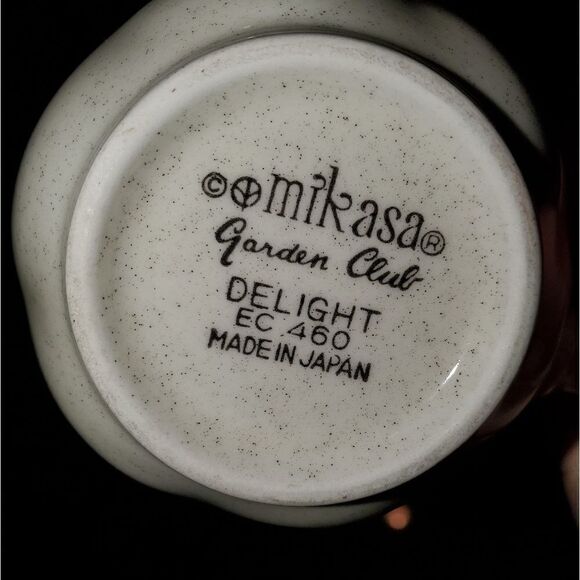 © mikasa®
Garden Club
DELIGHT
EC 460
MADE IN JAPAN